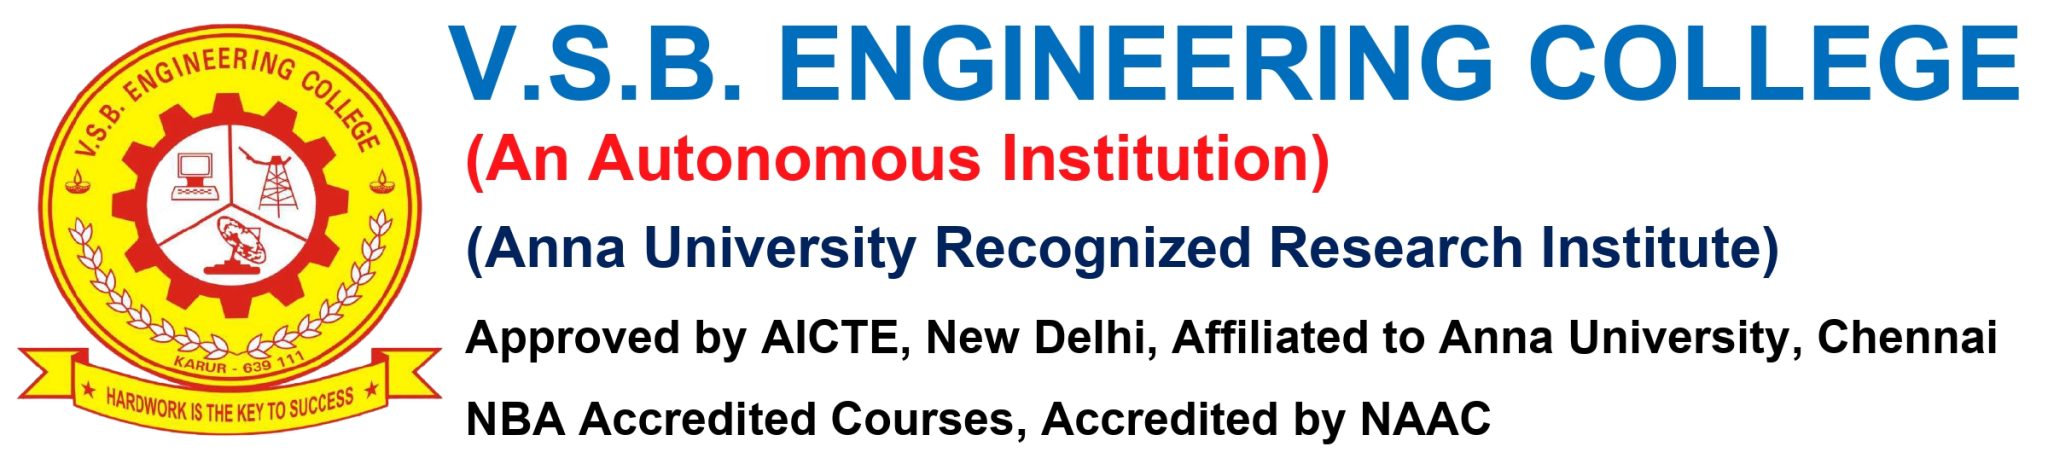 V.S.B. ENGINEERING COLLEGE
KARUR - 639 111
HARDWORK IS THE KEY TO SUCCESS
V.S.B. ENGINEERING COLLEGE
(An Autonomous Institution)
(Anna University Recognized Research Institute)
Approved by AICTE, New Delhi, Affiliated to Anna University, Chennai
NBA Accredited Courses, Accredited by NAAC